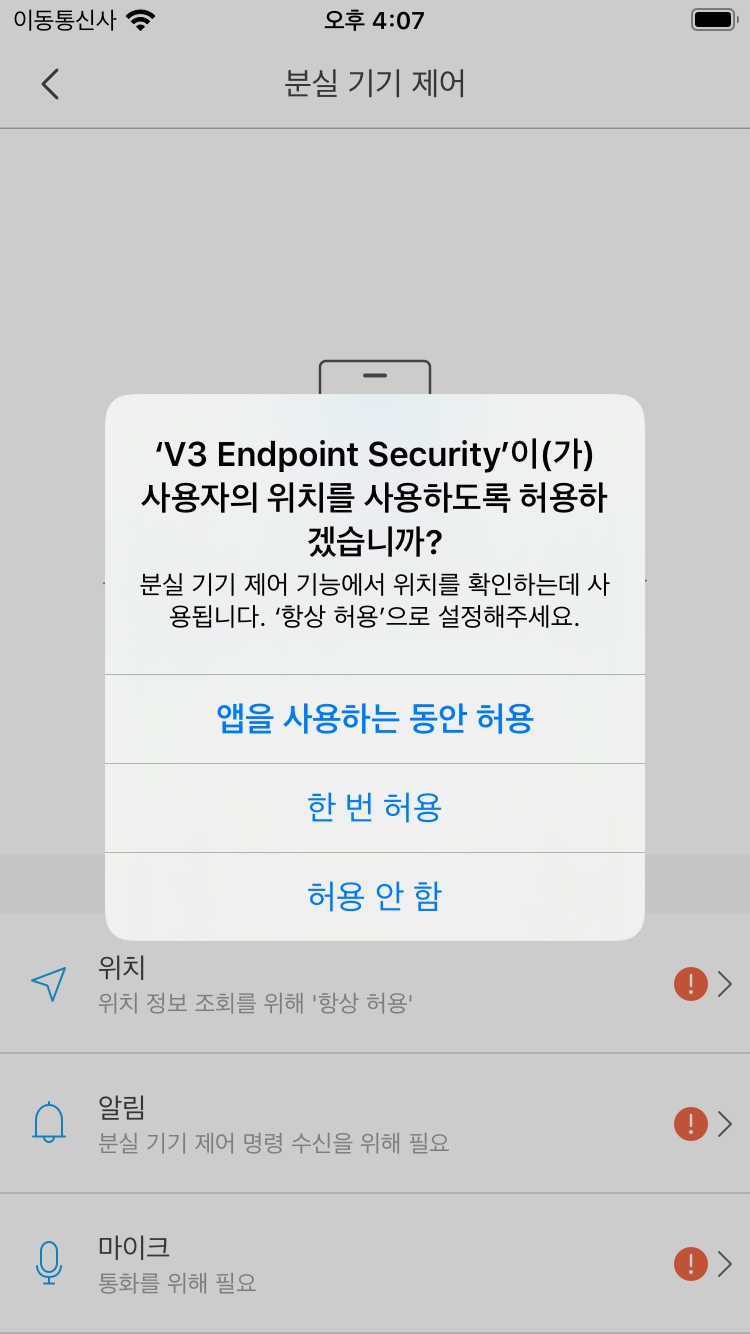 이동통신사 오후 4:07
분실 기기 제어
‘V3 Endpoint Security’이(가)
사용자의 위치를 사용하도록 허용하
겠습니까?
분실 기기 제어 기능에서 위치를 확인하는데 사
용됩니다. ‘항상 허용’으로 설정해주세요.
앱을 사용하는 동안 허용
한 번 허용
허용 안 함
위치
위치 정보 조회를 위해 '항상 허용'
알림
분실 기기 제어 명령 수신을 위해 필요
마이크
통화를 위해 필요